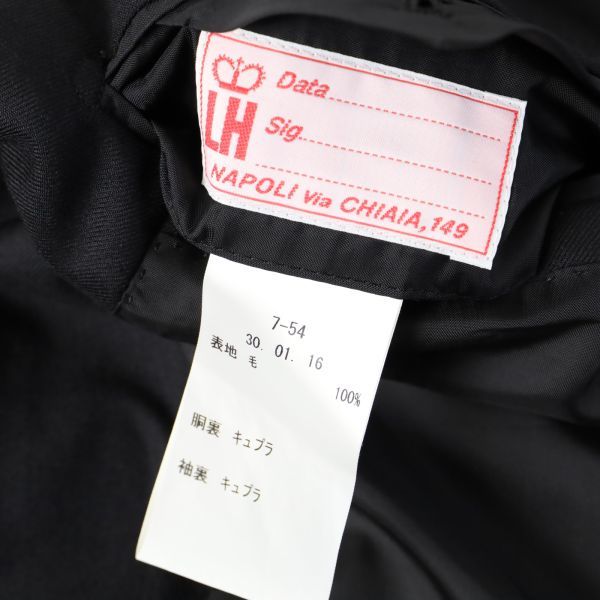 LH
Data
Sig.
NAPOLI via CHIAIA, 149
7-54
30. 01. 16
表地 毛
100%
胴裏 キュプラ
袖裏 キュプラ